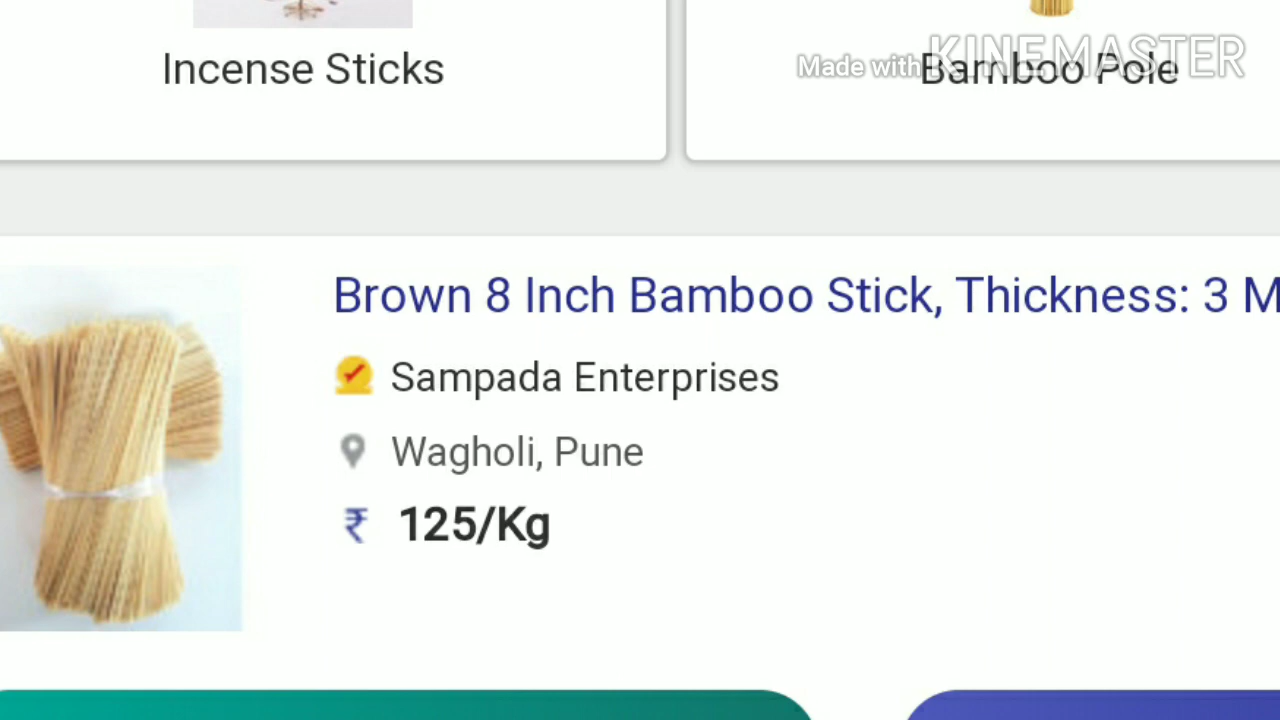 Incense Sticks
Bamboo Pole
Made with KINEMASTER
Brown 8 Inch Bamboo Stick, Thickness: 3 M
Sampada Enterprises
Wagholi, Pune
₹ 125/Kg